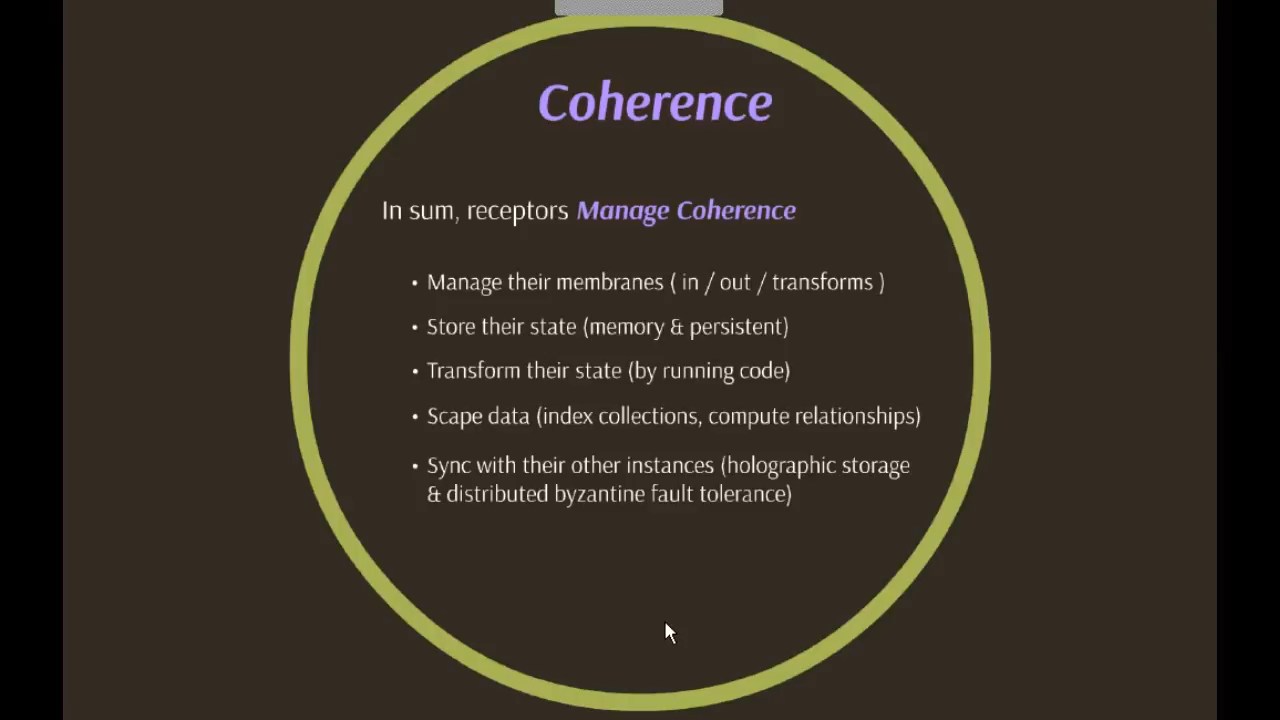 Coherence
In sum, receptors Manage Coherence
• Manage their membranes ( in / out / transforms )
• Store their state (memory & persistent)
• Transform their state (by running code)
• Scape data (index collections, compute relationships)
• Sync with their other instances (holographic storage
& distributed byzantine fault tolerance)